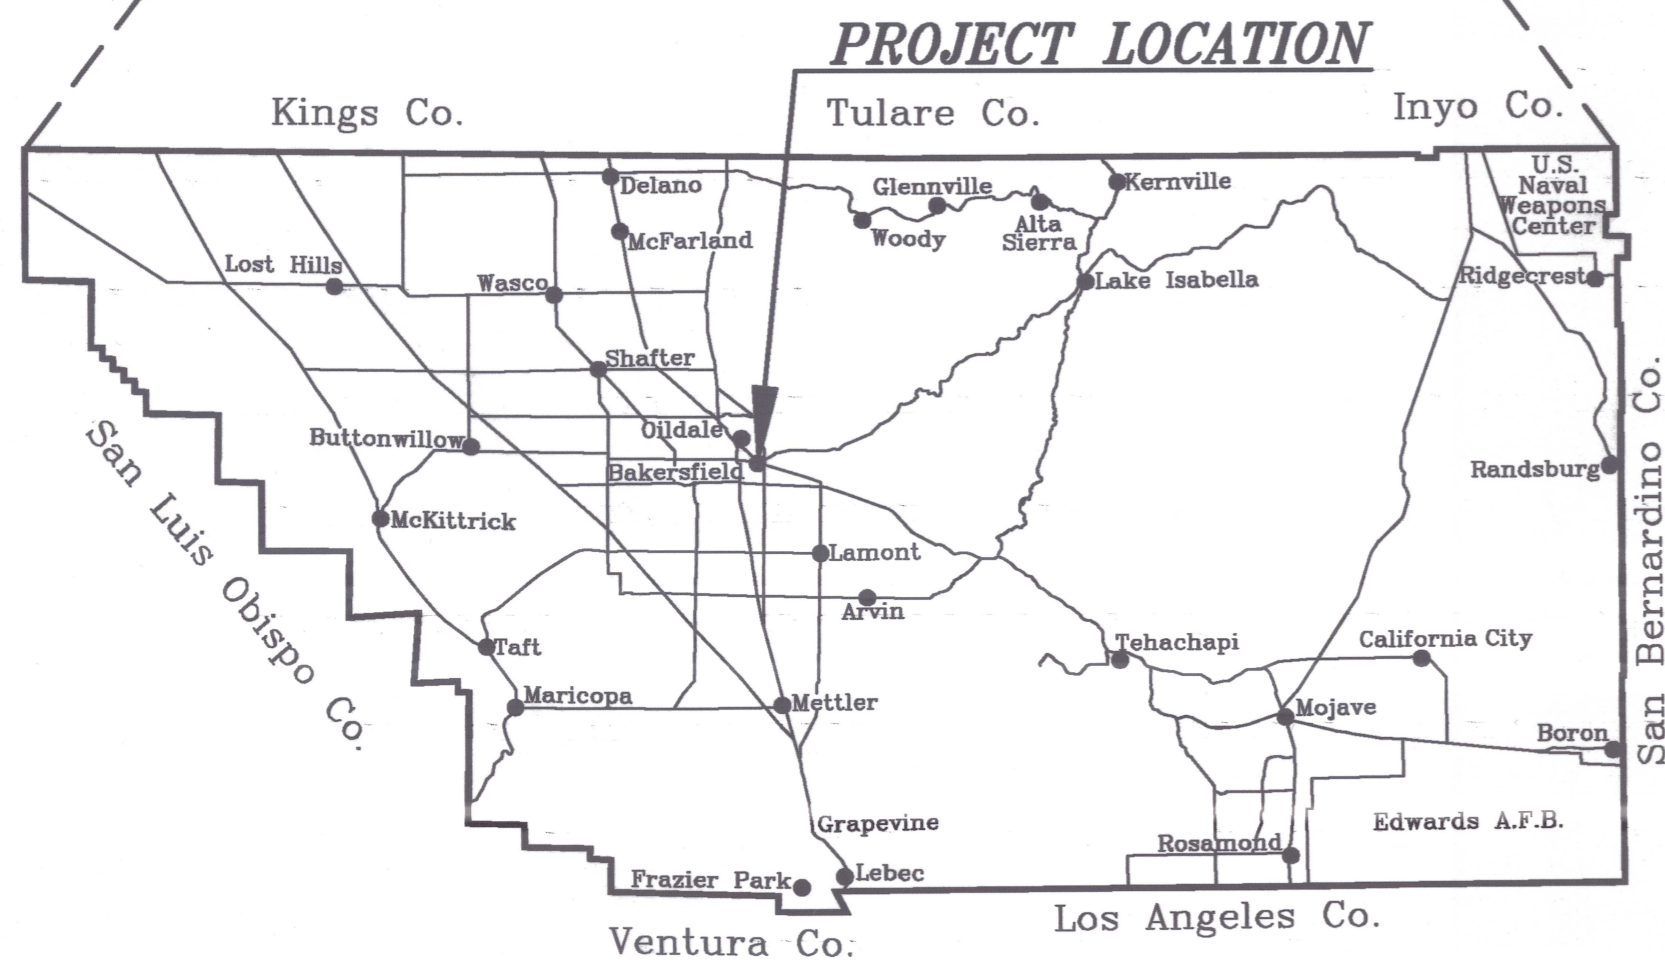 PROJECT LOCATION
Kings Co.
Tulare Co.
Inyo Co.
Delano
Glennville
Kernville
U.S.
Naval
Weapons
Center
McFarland
Woody
Alta
Sierra
Lost Hills
Wasco
Lake Isabella
Ridgecrest
Shafter
Buttonwillow
Oildale
Bakersfield
Randsburg
San Luis Obispo Co.
McKittrick
Lamont
Arvin
San Bernardino Co.
Taft
Tehachapi
California City
Maricopa
Mettler
Mojave
Boron
Grapevine
Edwards A.F.B.
Rosamond
Frazier Park
Lebec
Los Angeles Co.
Ventura Co.